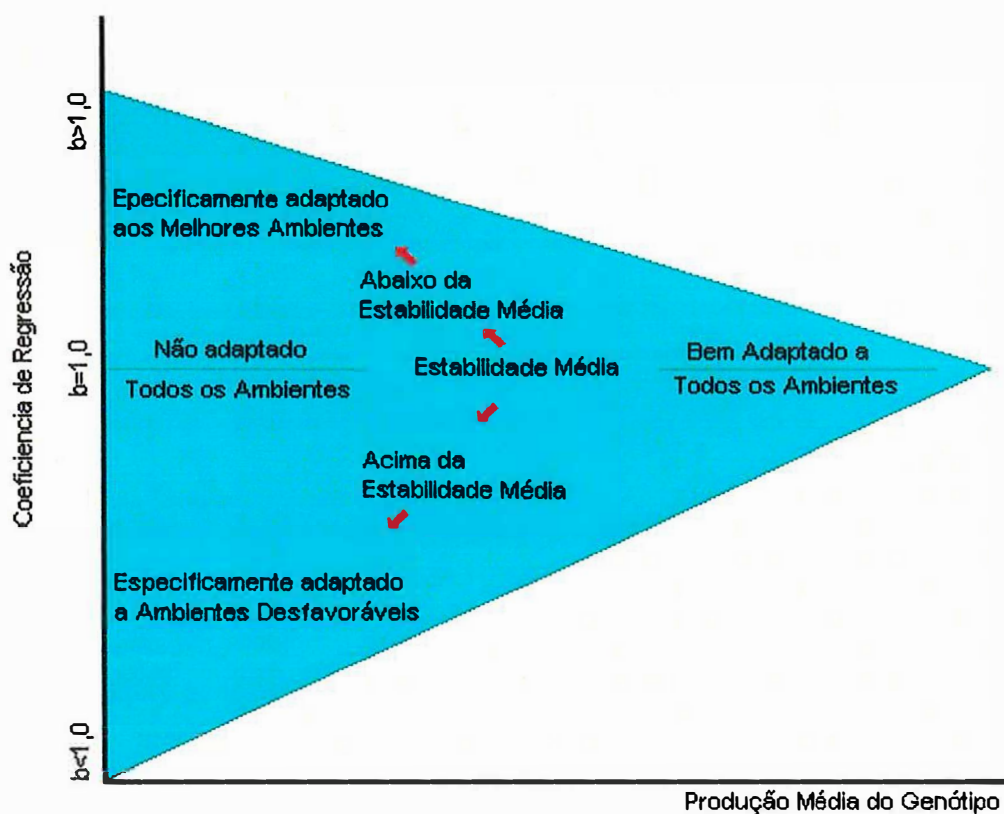 b>1,0
Epecificamente adaptado
aos Melhores Ambientes
Abaixo da
Estabilidade Média
Não adaptado
Todos os Ambientes
Estabilidade Média
Bem Adaptado a
Todos os Ambientes
b=1,0
Coeficiencia de Regressão
Acima da
Estabilidade Média
Especificamente adaptado
a Ambientes Desfavoráveis
b<1,0
Produção Média do Genótipo